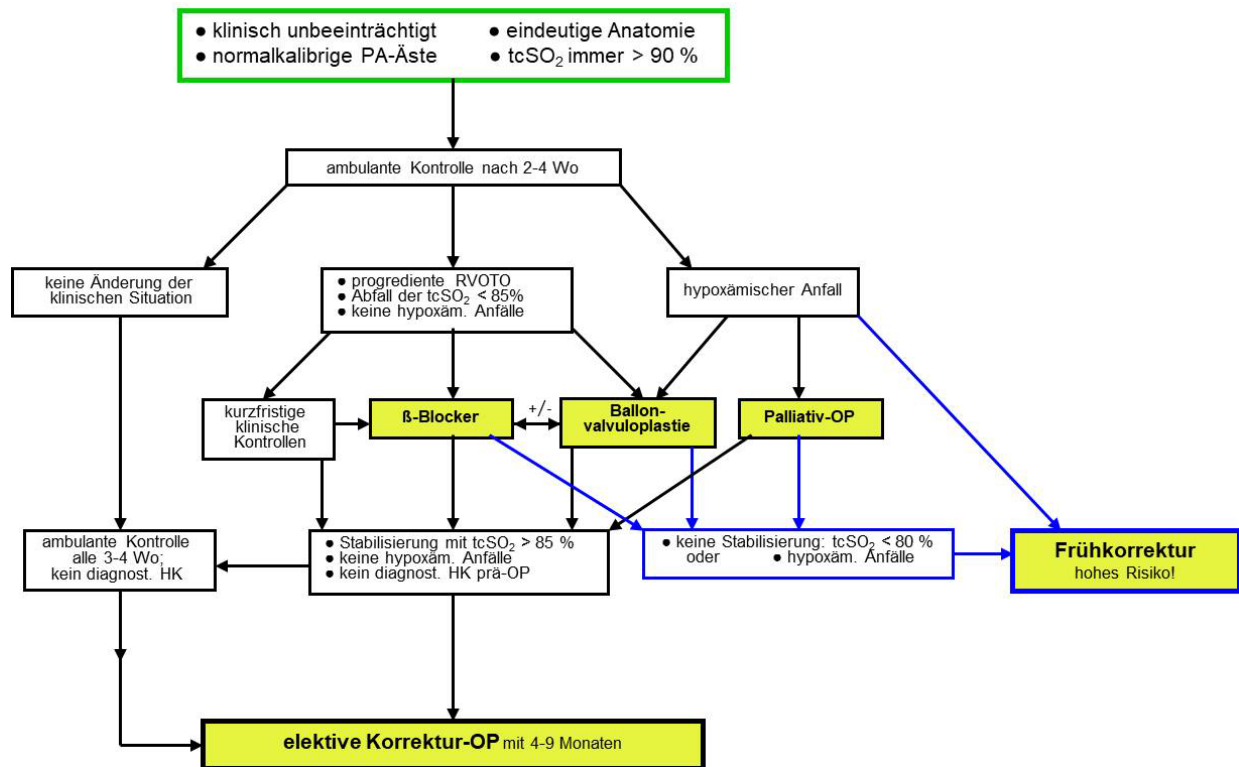 ● klinisch unbeeinträchtigt ● eindeutige Anatomie
● normalkalibrige PA-Äste ● tcSO₂ immer > 90 %
ambulante Kontrolle nach 2-4 Wo
keine Änderung der
klinischen Situation
● progrediente RVOTO
● Abfall der tcSO₂ < 85%
● keine hypoxäm. Anfälle
hypoxämischer Anfall
kurzfristige
klinische
Kontrollen
ß-Blocker
+/-
Ballon-
valvuloplastie
Palliativ-OP
ambulante Kontrolle
alle 3-4 Wo;
kein diagnost. HK
● Stabilisierung mit tcSO₂ > 85 %
● keine hypoxäm. Anfälle
● kein diagnost. HK prä-OP
● keine Stabilisierung: tcSO₂ < 80 %
oder ● hypoxäm. Anfälle
Frühkorrektur
hohes Risiko!
elektive Korrektur-OP mit 4-9 Monaten